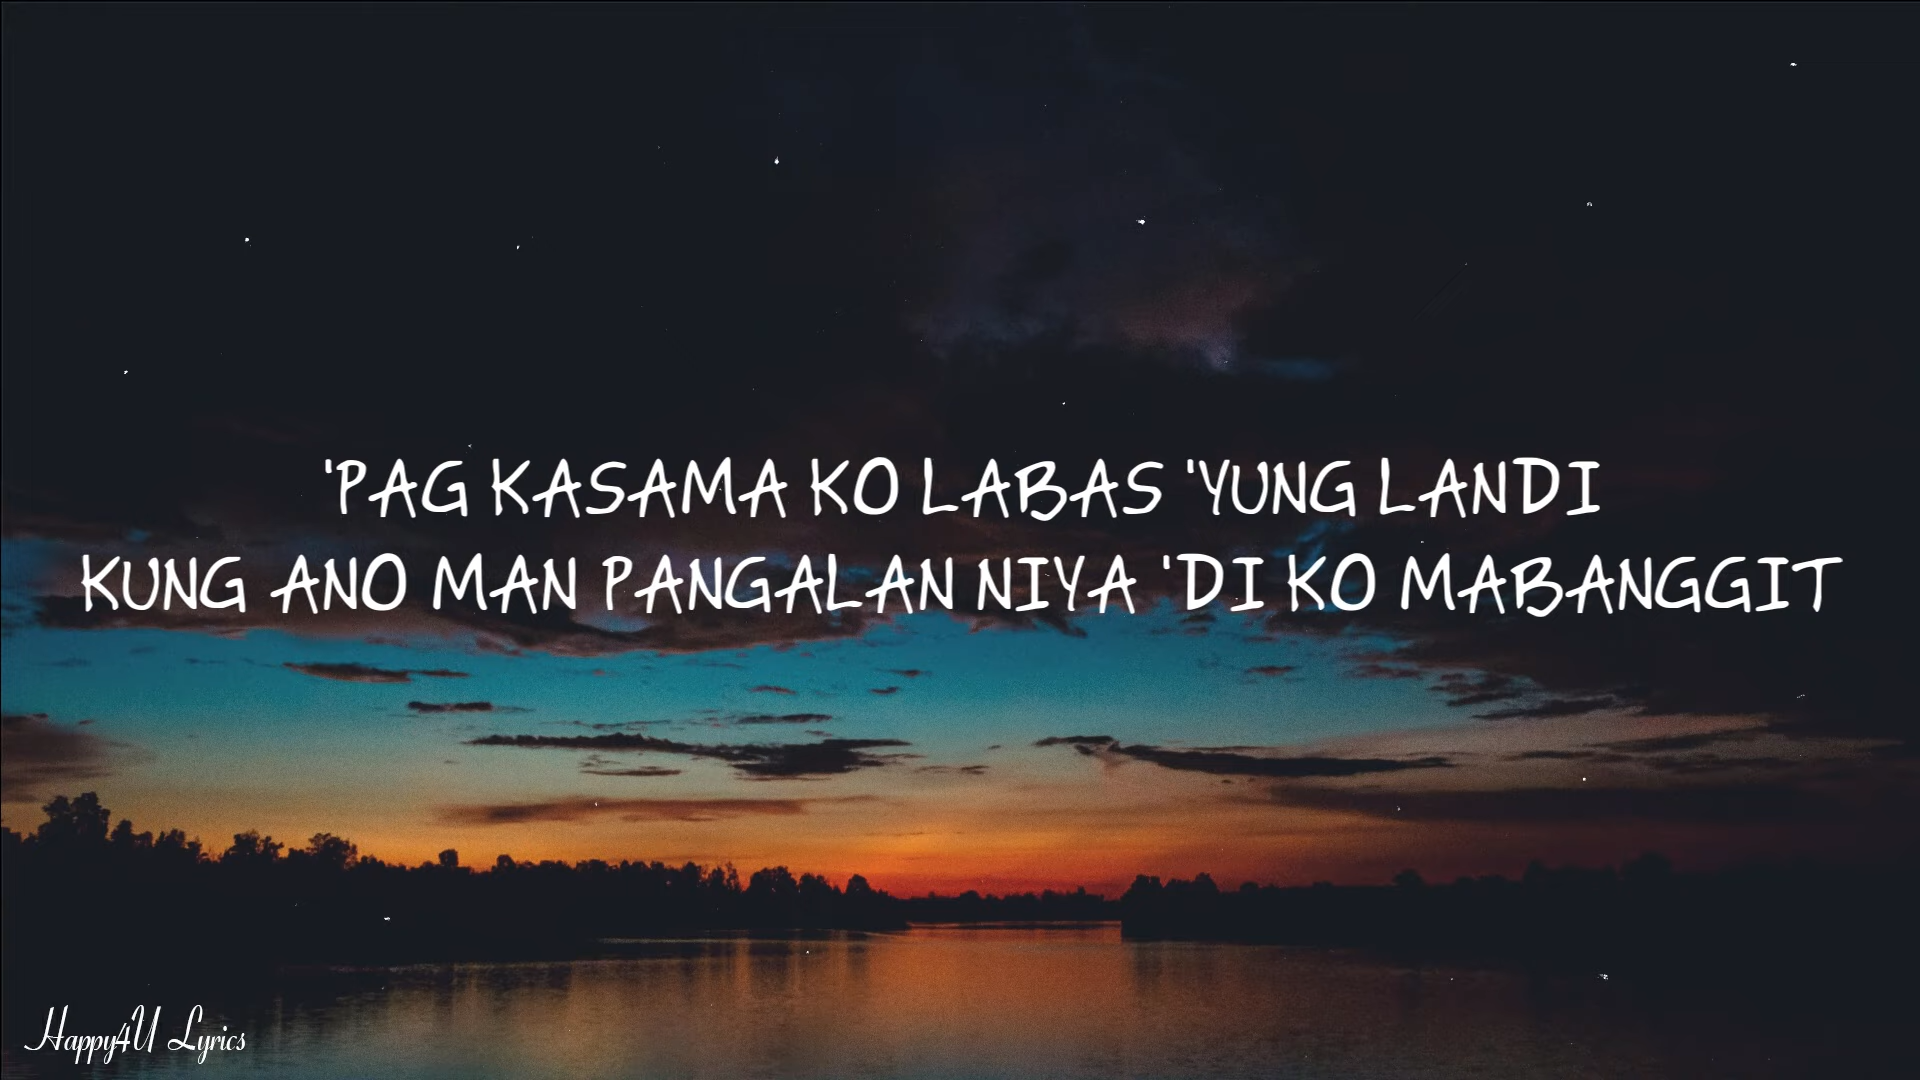 'PAG KASAMA KO LABAS 'YUNG LANDI
KUNG ANO MAN PANGALAN NIYA 'DI KO MABANGGIT
Happy4U Lyrics